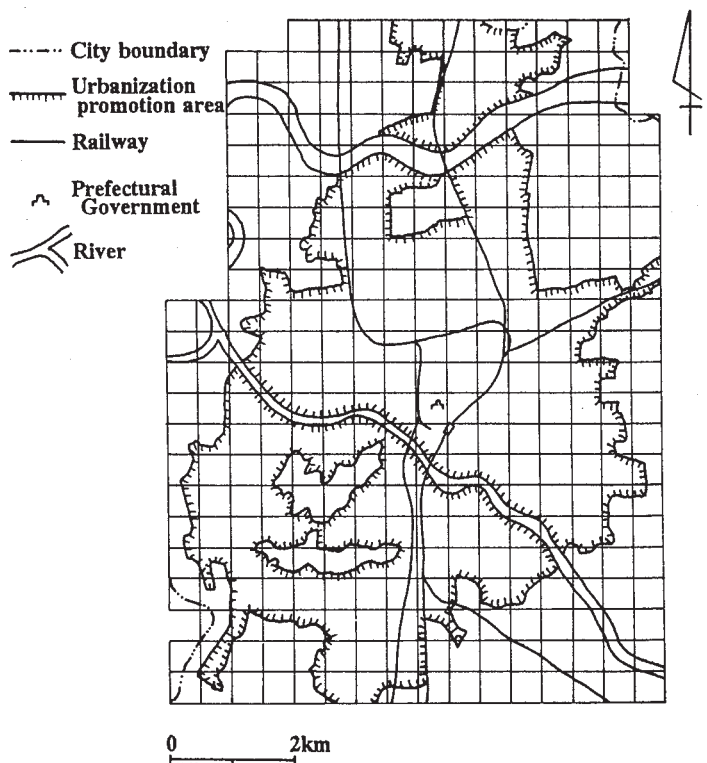 City boundary
Urbanization
promotion area
Railway
Prefectural
Government
River
0 2km